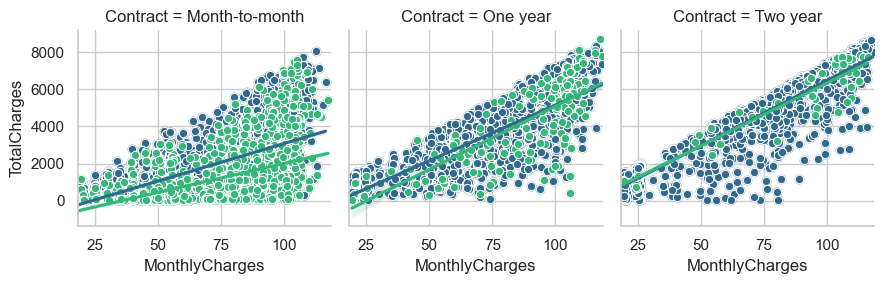 Contract = Month-to-month
Contract = One year
Contract = Two year
TotalCharges
8000
6000
4000
2000
0
25 50 75 100
25 50 75 100
25 50 75 100
MonthlyCharges
MonthlyCharges
MonthlyCharges